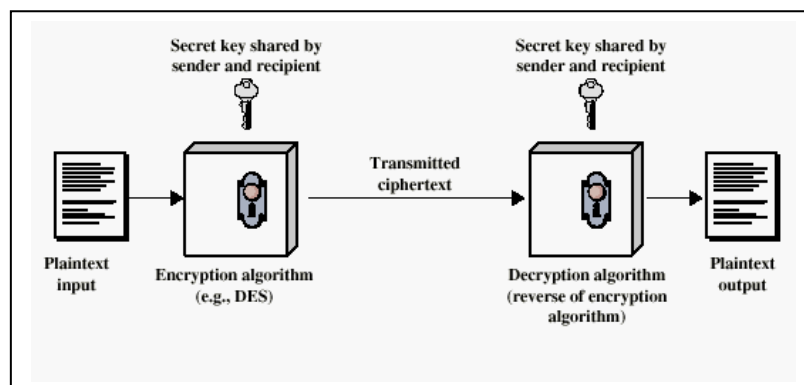 Secret key shared by
sender and recipient
Secret key shared by
sender and recipient
Transmitted
ciphertext
Plaintext
input
Encryption algorithm
(e.g., DES)
Decryption algorithm
(reverse of encryption
algorithm)
Plaintext
output